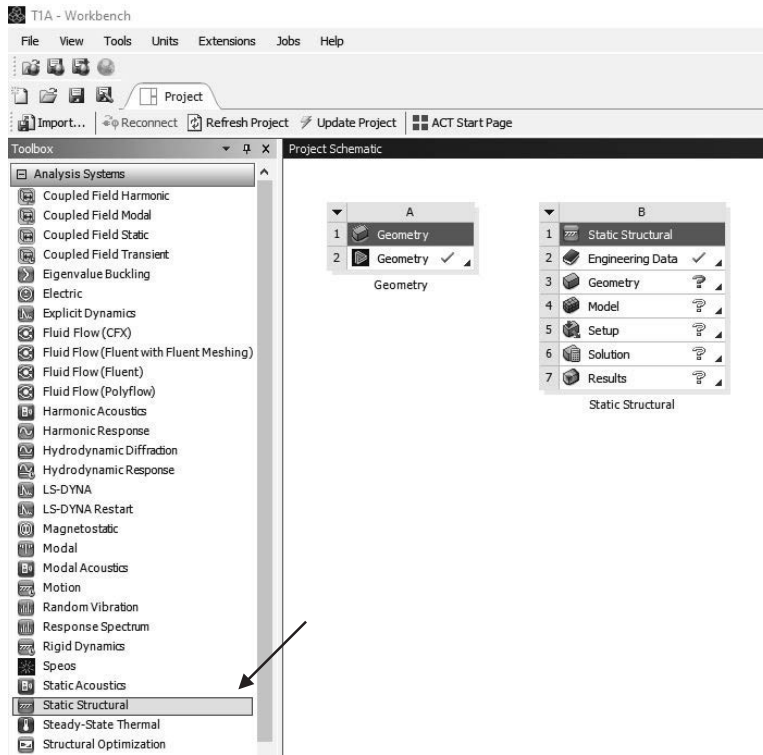 T1A - Workbench
File View Tools Units Extensions Jobs Help
Project
Import... Reconnect Refresh Project Update Project ACT Start Page
Toolbox
Analysis Systems
Coupled Field Harmonic
Coupled Field Modal
Coupled Field Static
Coupled Field Transient
Eigenvalue Buckling
Electric
Explicit Dynamics
Fluid Flow (CFX)
Fluid Flow (Fluent with Fluent Meshing)
Fluid Flow (Fluent)
Fluid Flow (Polyflow)
Harmonic Acoustics
Harmonic Response
Hydrodynamic Diffraction
Hydrodynamic Response
LS-DYNA
LS-DYNA Restart
Magnetostatic
Modal
Modal Acoustics
Motion
Random Vibration
Response Spectrum
Rigid Dynamics
Speos
Static Acoustics
Static Structural
Steady-State Thermal
Structural Optimization
Project Schematic
A
1 Geometry
2 Geometry
Geometry
B
1 Static Structural
2 Engineering Data
3 Geometry
4 Model
5 Setup
6 Solution
7 Results
Static Structural